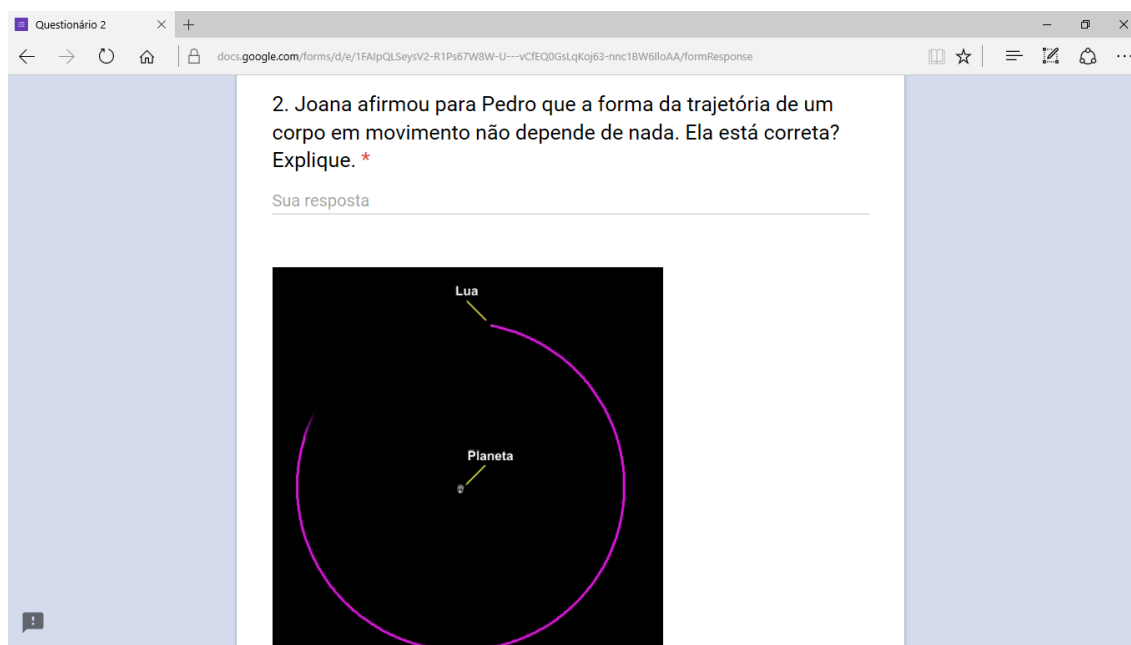 Questionário 2
docs.google.com/forms/d/e/1FAIpQLSeysV2-R1Ps67W8W-U---vCfEQ0GsLqKoj63-nnc1BW6lloAA/formResponse
2. Joana afirmou para Pedro que a forma da trajetória de um
corpo em movimento não depende de nada. Ela está correta?
Explique. *
Sua resposta
Lua
Planeta